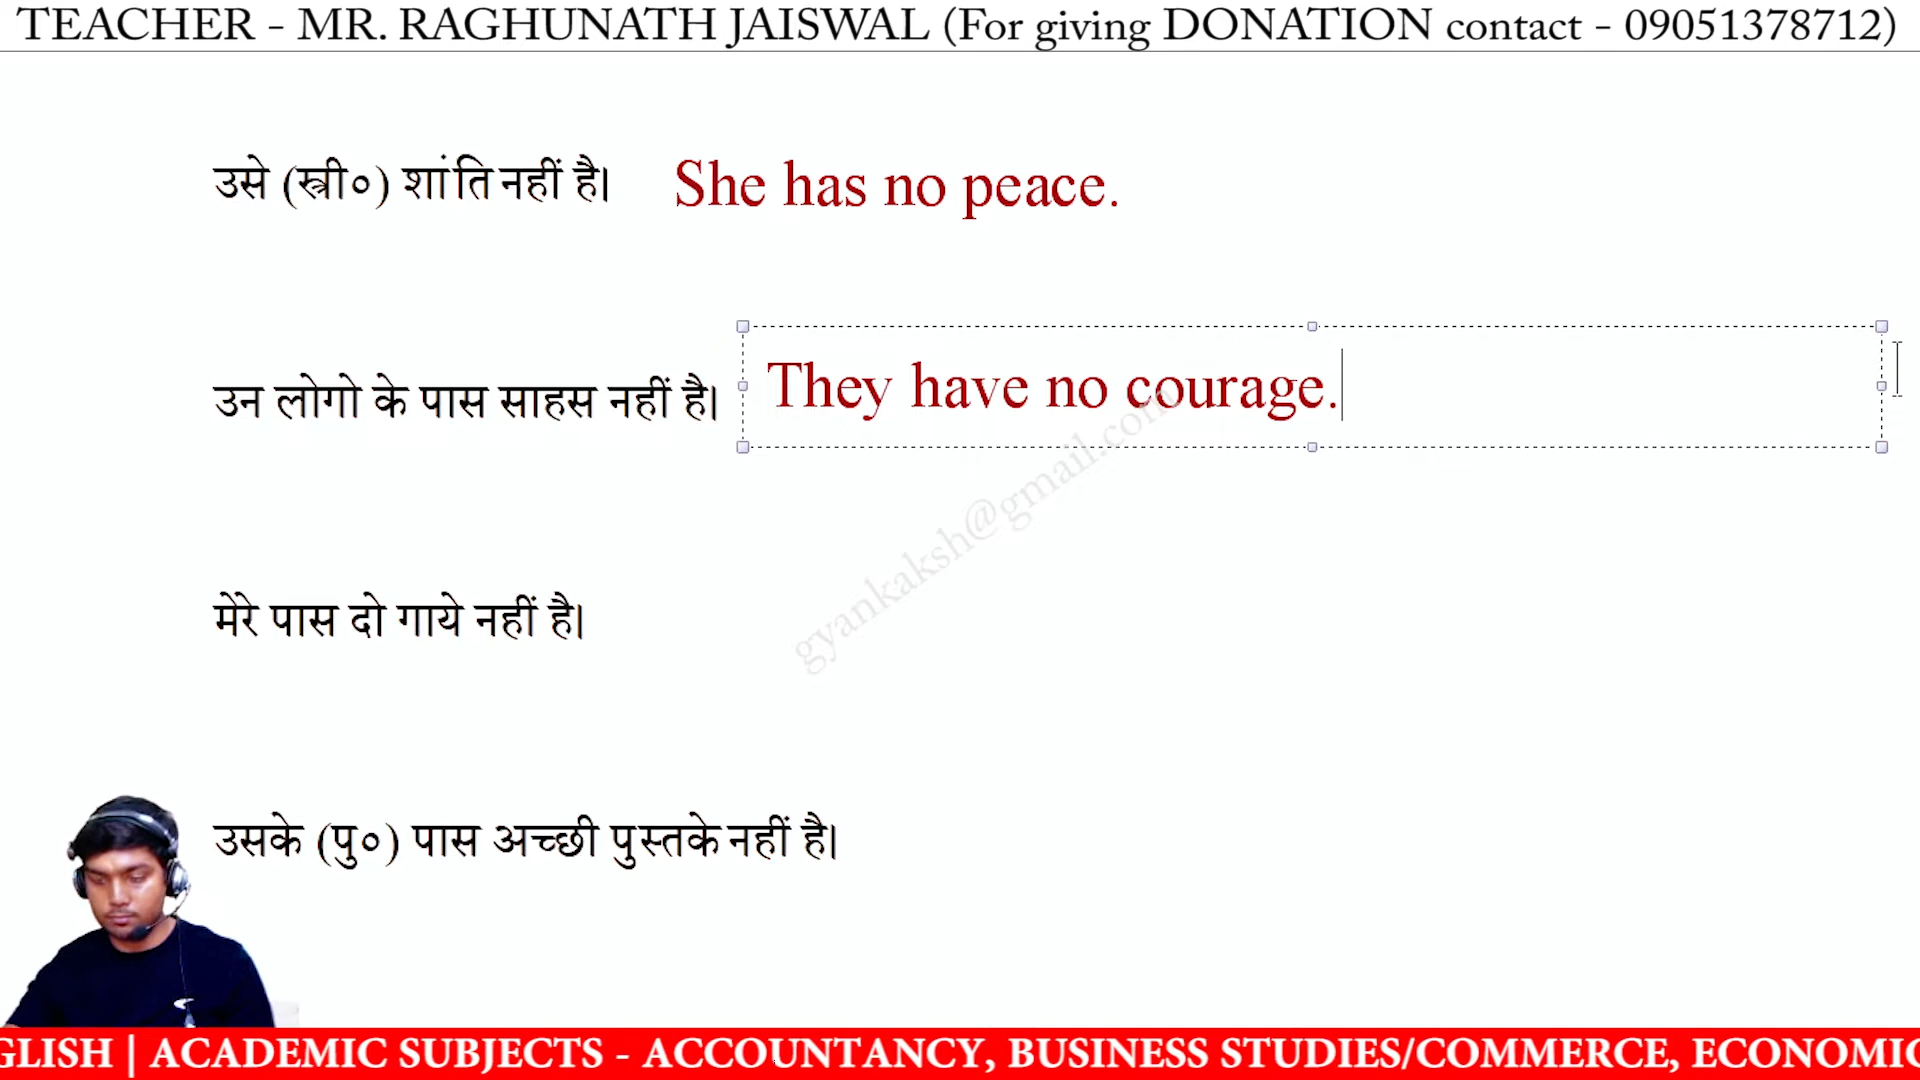 TEACHER - MR. RAGHUNATH JAISWAL (For giving DONATION contact - 09051378712)
उसे (स्त्री०) शांति नहीं है। She has no peace.
उन लोगो के पास साहस नहीं है। They have no courage.
gyankaksh@gmail.com
मेरे पास दो गाये नहीं है।
उसके (पु०) पास अच्छी पुस्तके नहीं है।
GLISH | ACADEMIC SUBJECTS - ACCOUNTANCY, BUSINESS STUDIES/COMMERCE, ECONOMIC